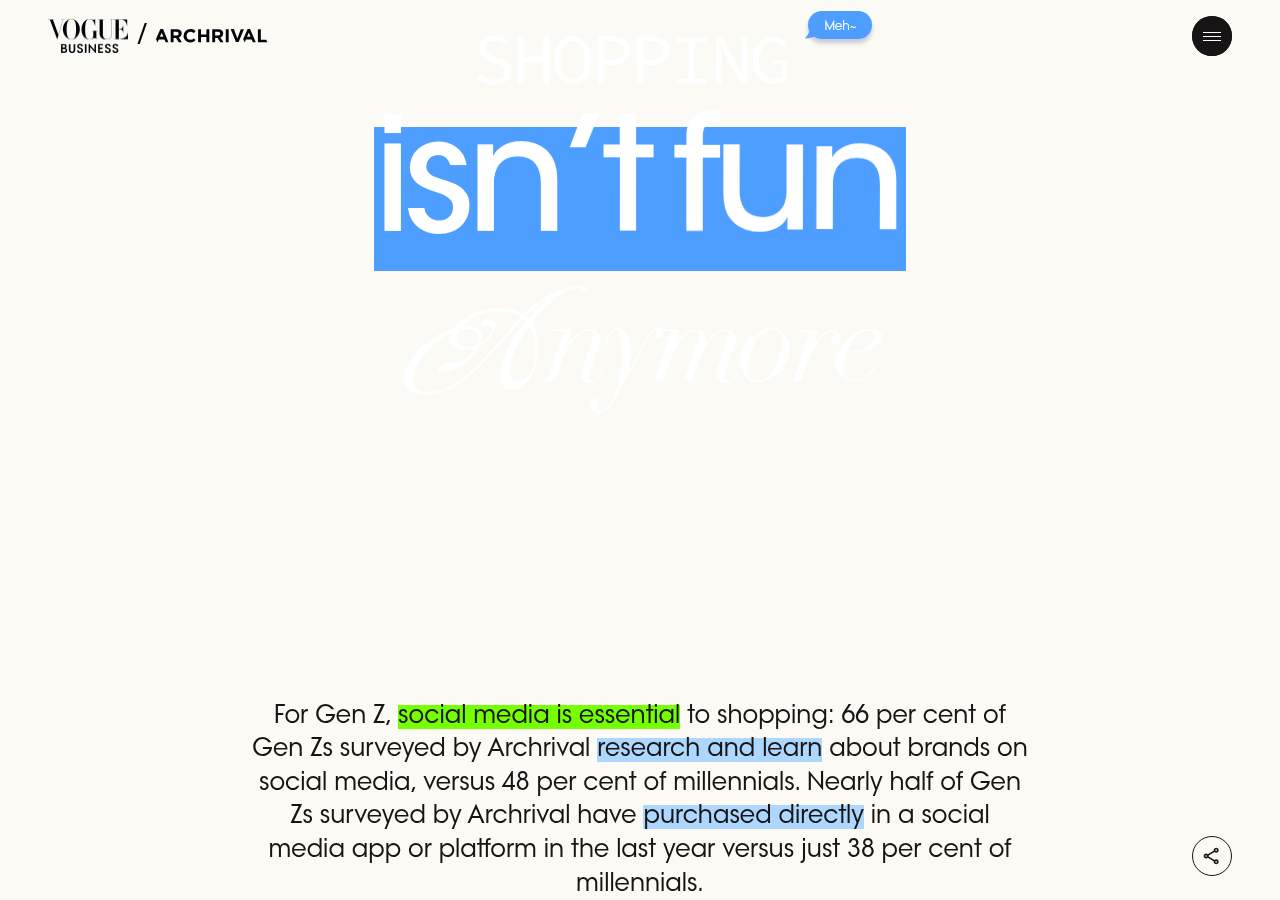 VOGUE
BUSINESS
/ ARCHRIVAL
Meh~
SHOPPING
isn’t fun
Anymore
For Gen Z, social media is essential to shopping: 66 per cent of
Gen Zs surveyed by Archrival research and learn about brands on
social media, versus 48 per cent of millennials. Nearly half of Gen
Zs surveyed by Archrival have purchased directly in a social
media app or platform in the last year versus just 38 per cent of
millennials.